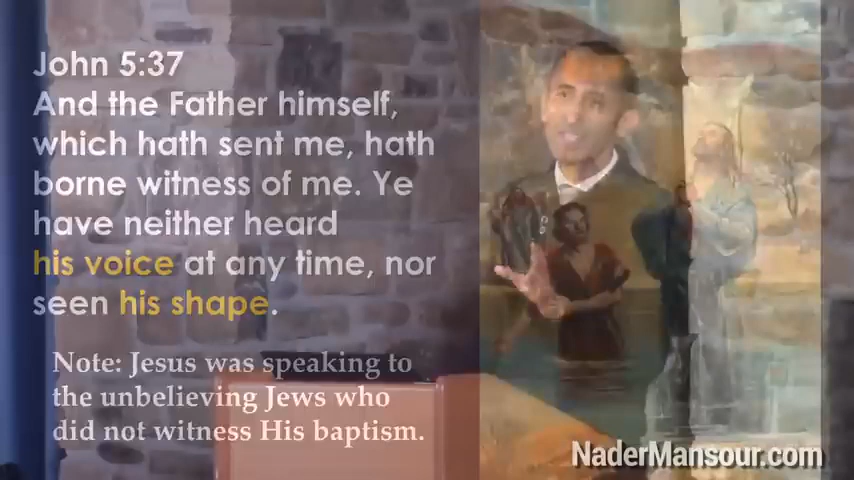 John 5:37
And the Father himself,
which hath sent me, hath
borne witness of me. Ye
have neither heard
his voice at any time, nor
seen his shape.
Note: Jesus was speaking to
the unbelieving Jews who
did not witness His baptism.
NaderMansour.com